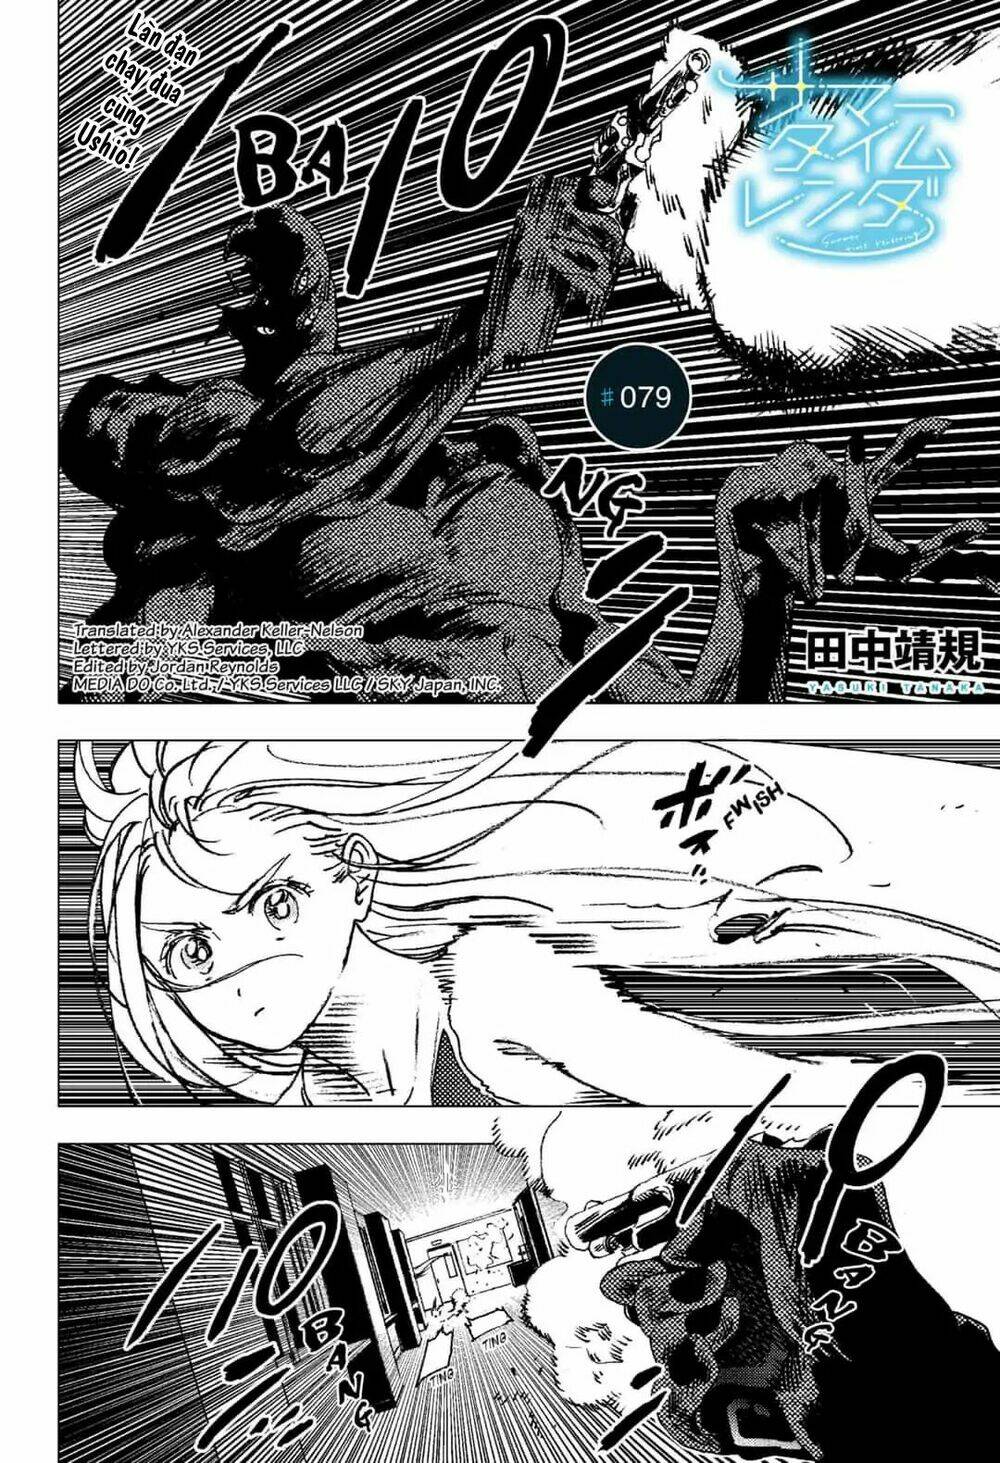 Làn đạn
chạy đua
cùng
Ushio!
BA
サマー
タイム
レンダ
Summer
time rendering
#079
NG
Translated by Alexander Keller-Nelson
Lettered by YKS Services, LLC
Edited by Jordan Reynolds
MEDIA DO Co. Ltd., / YKS Services LLC / SKY Japan, INC.
田中靖規
YASUKI TANAKA
FWISH
BANG
BANG
TING
TING